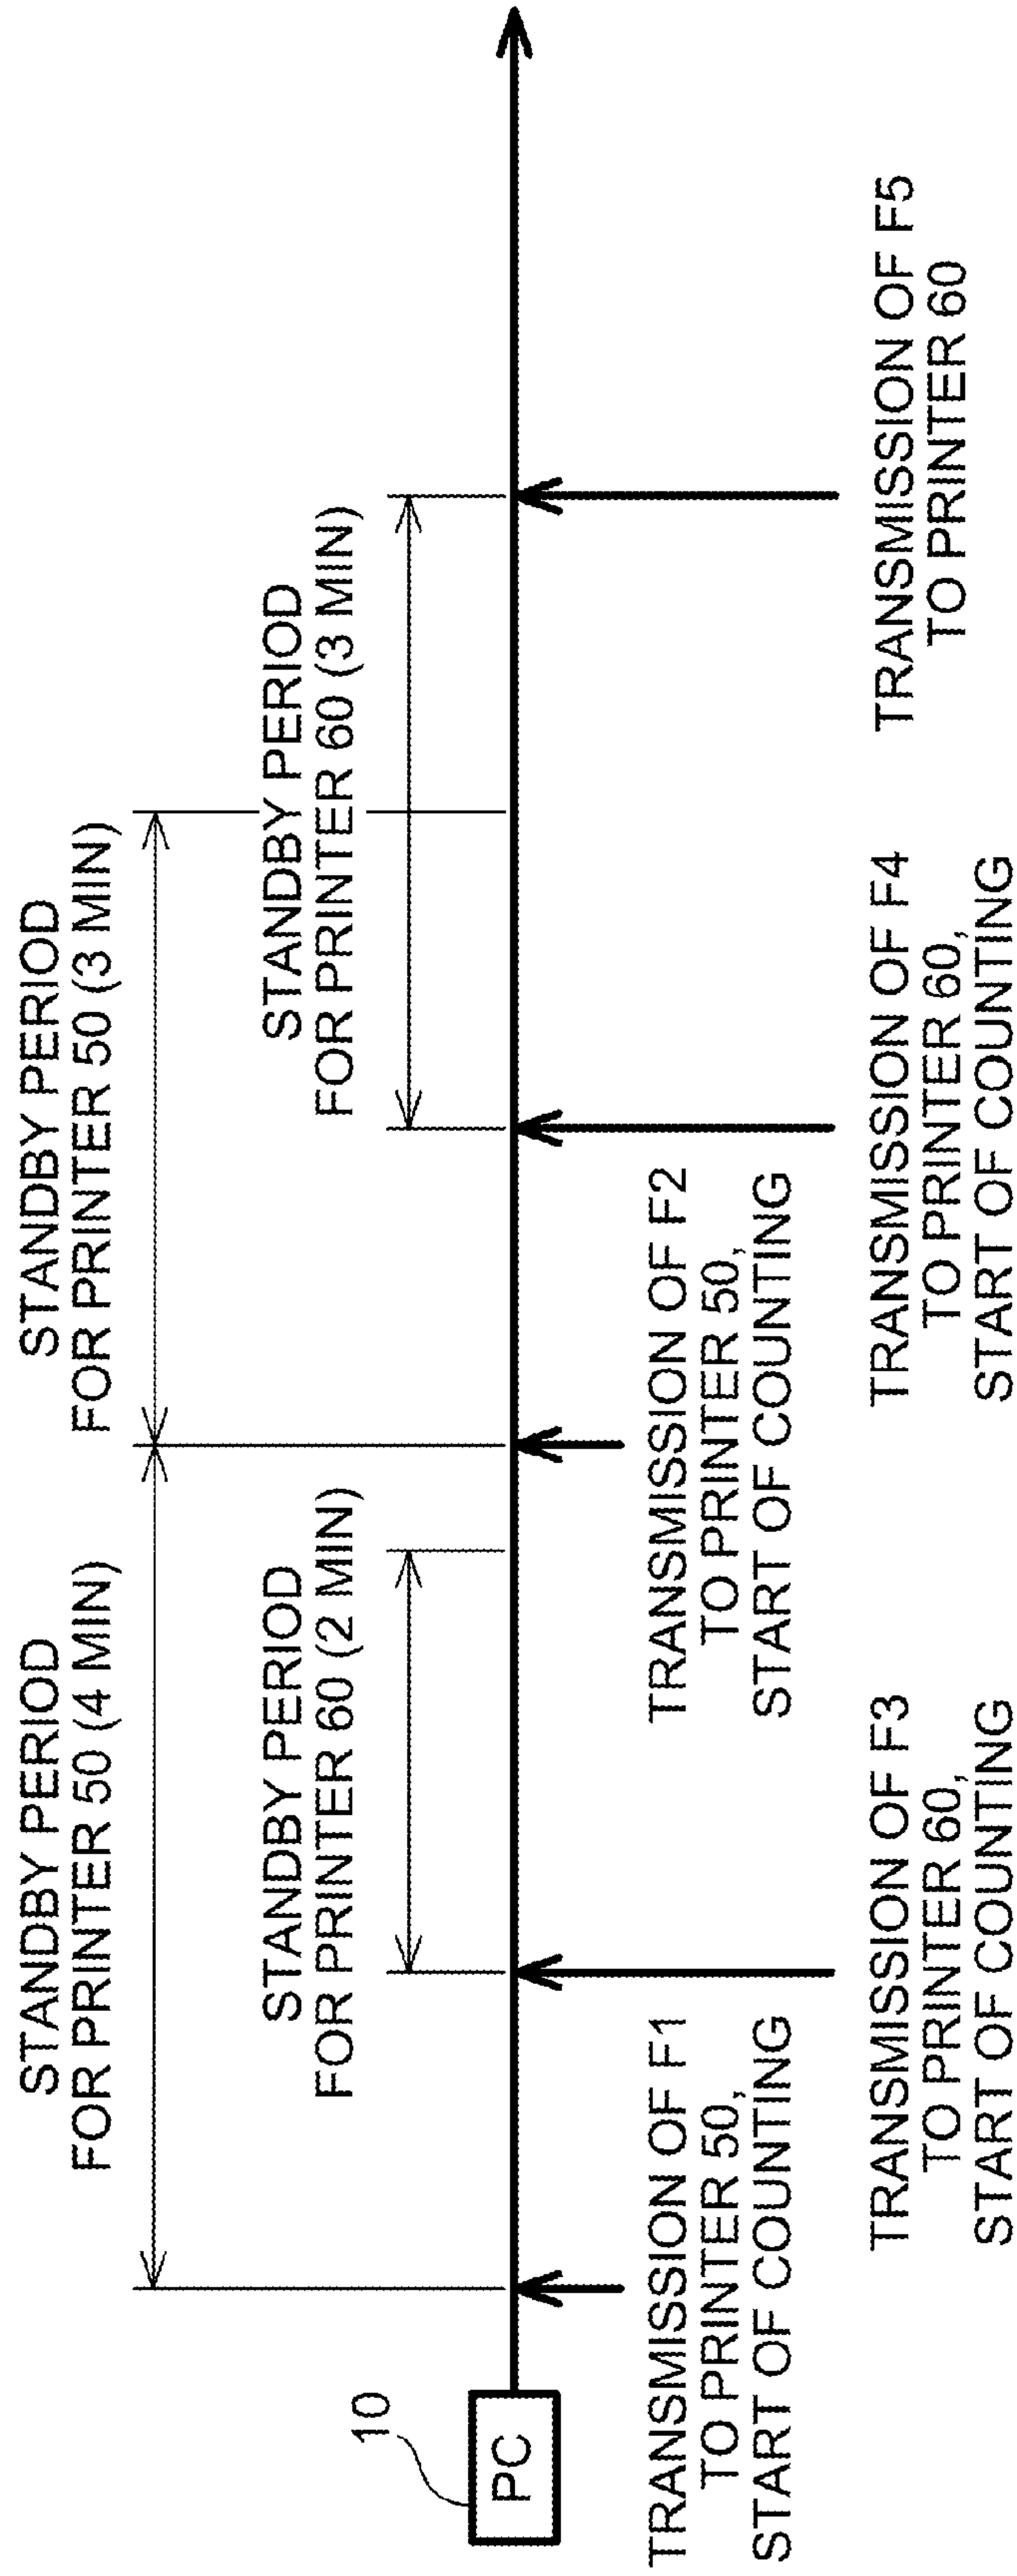 STANDBY PERIOD
FOR PRINTER 50 (4 MIN)
STANDBY PERIOD
FOR PRINTER 50 (3 MIN)
STANDBY PERIOD
FOR PRINTER 60 (2 MIN)
STANDBY PERIOD
FOR PRINTER 60 (3 MIN)
10
PC
TRANSMISSION OF F1
TO PRINTER 50,
START OF COUNTING
TRANSMISSION OF F2
TO PRINTER 50,
START OF COUNTING
TRANSMISSION OF F3
TO PRINTER 60,
START OF COUNTING
TRANSMISSION OF F4
TO PRINTER 60,
START OF COUNTING
TRANSMISSION OF F5
TO PRINTER 60